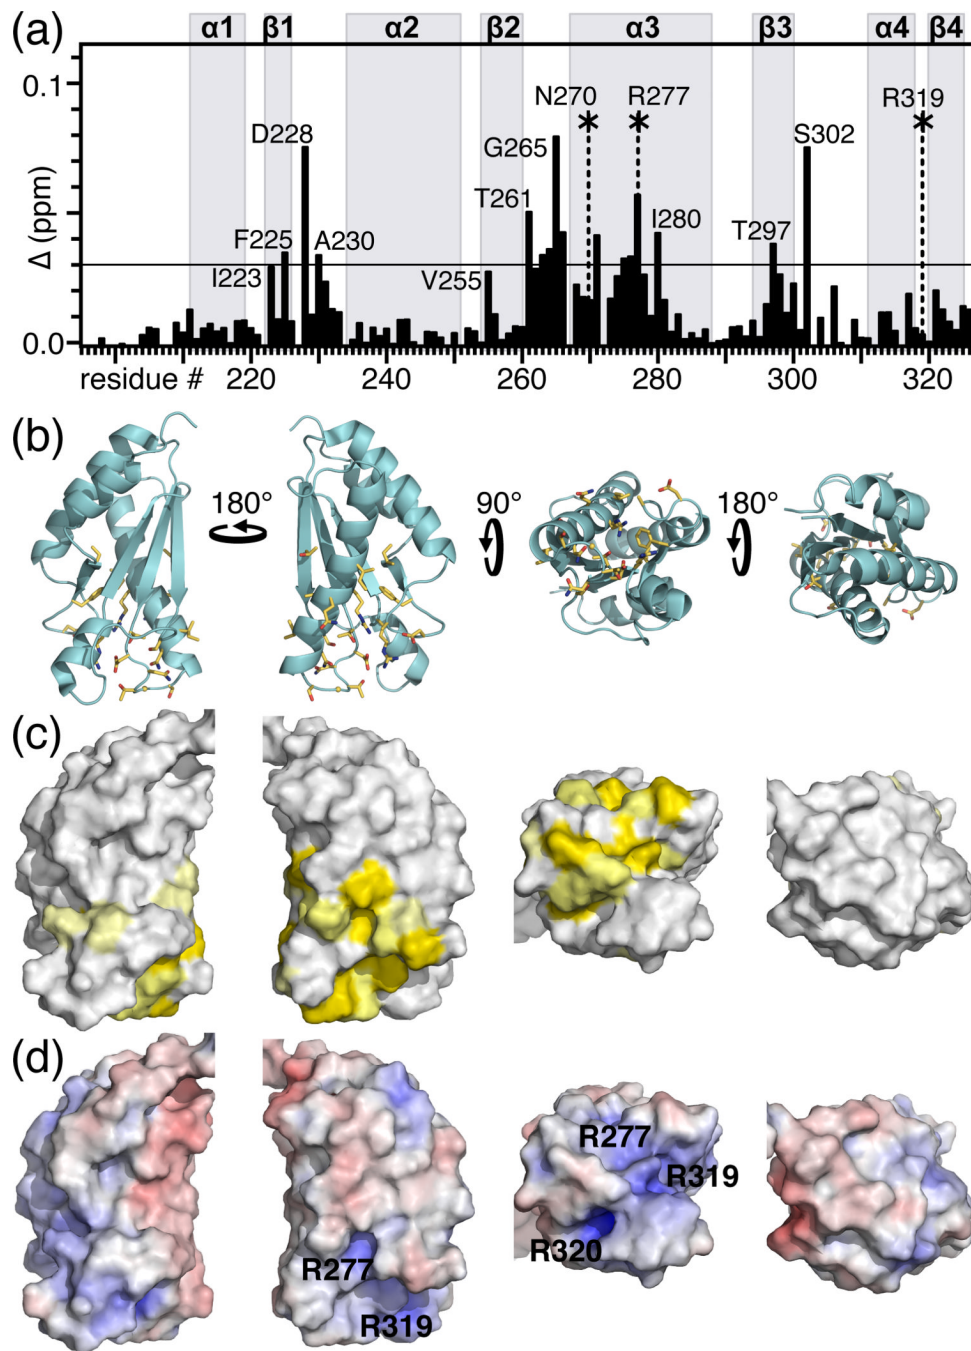 (a) α1 β1 α2 β2 α3 β3 α4 β4
0.1
N270 R277 R319
D228 S302
G265
T261
F225 A230 I280 T297
I223 V255
Δ (ppm)
0.0
residue # 220 240 260 280 300 320
(b)
180° 90° 180°
(c)
(d)
R277
R319
R320
R277
R319